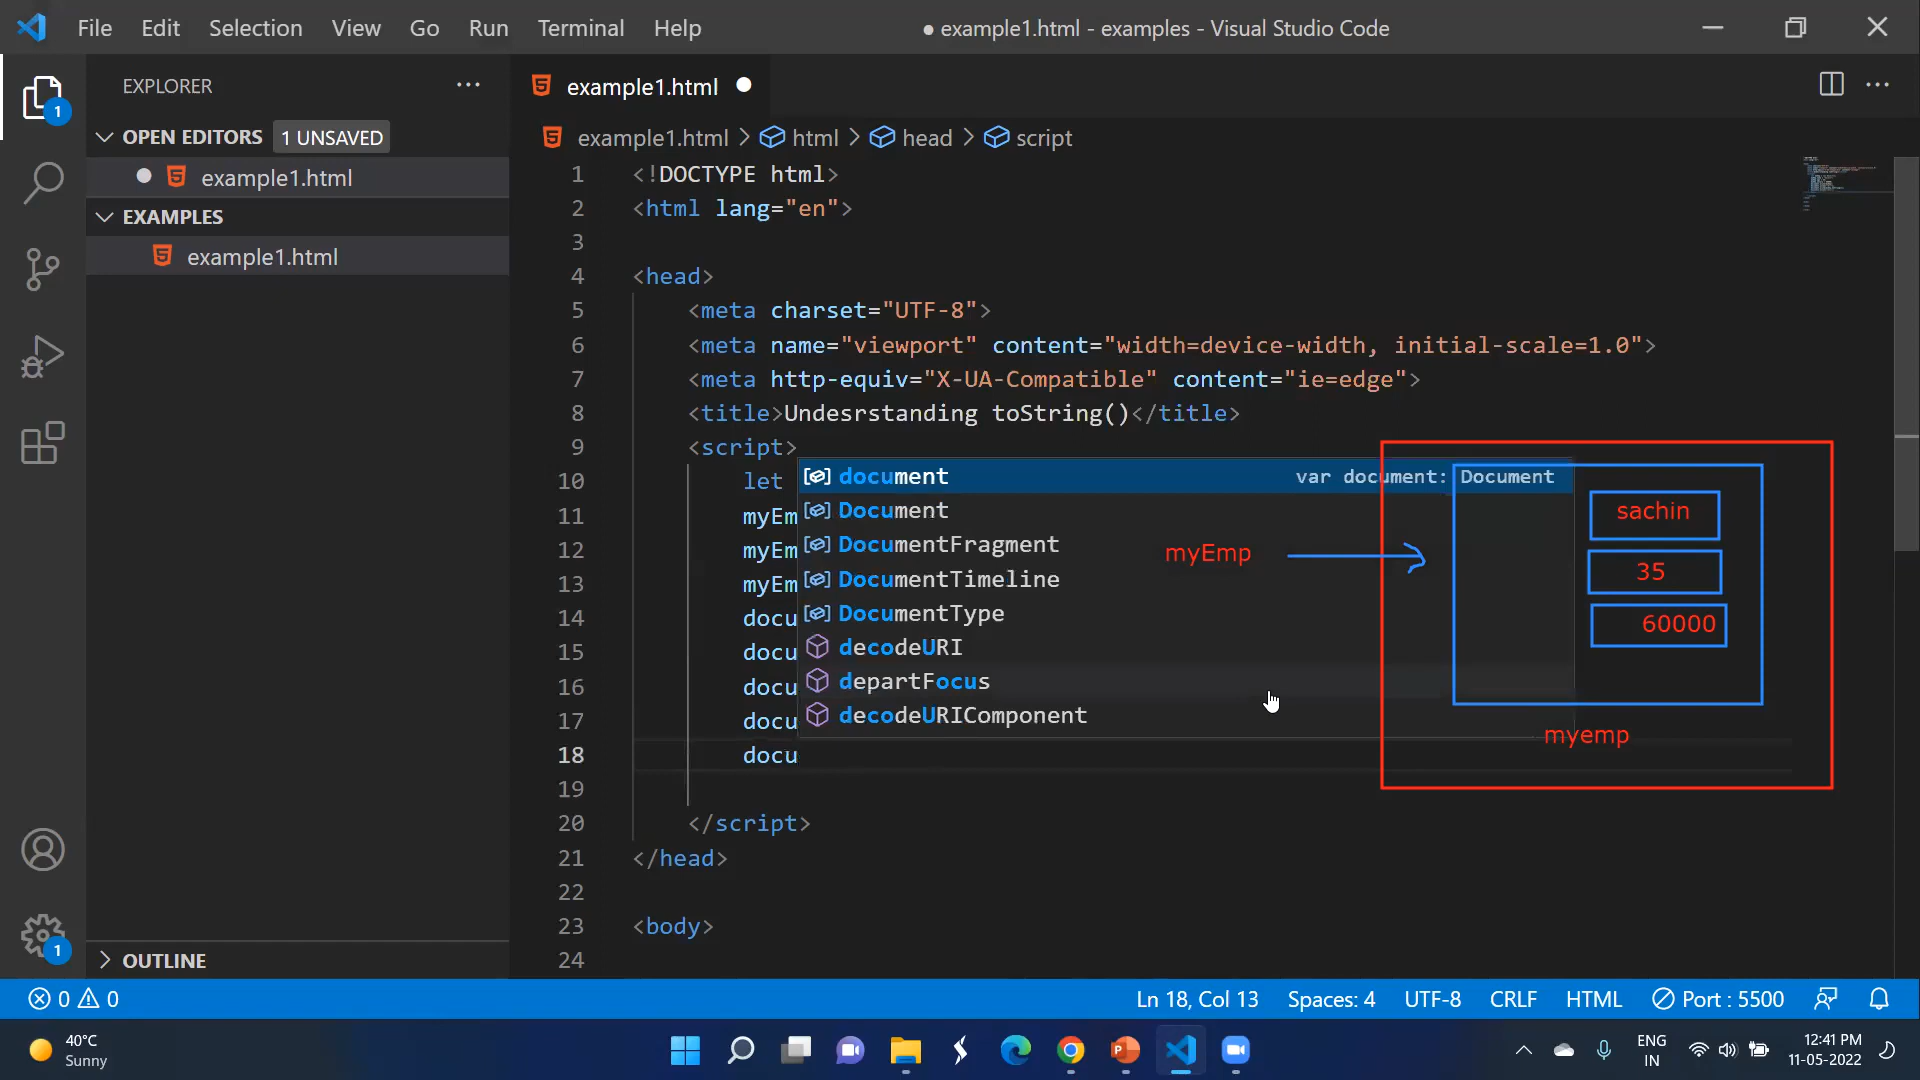 File Edit Selection View Go Run Terminal Help
● example1.html - examples - Visual Studio Code
EXPLORER
example1.html
OPEN EDITORS 1 UNSAVED
example1.html > html > head > script
example1.html
EXAMPLES
example1.html
1 <!DOCTYPE html>
2 <html lang="en">
3
4 <head>
5 <meta charset="UTF-8">
6 <meta name="viewport" content="width=device-width, initial-scale=1.0">
7 <meta http-equiv="X-UA-Compatible" content="ie=edge">
8 <title>Undesrstanding toString()</title>
9 <script>
10 let
11 myEm
12 myEm
13 myEm
14 docu
15 docu
16 docu
17 docu
18 docu
19
20 </script>
21 </head>
22
23 <body>
24
document var document: Document
Document
DocumentFragment
DocumentTimeline
DocumentType
decodeURI
departFocus
decodeURIComponent
myEmp
sachin
35
60000
myemp
1
1
OUTLINE
0 0
Ln 18, Col 13 Spaces: 4 UTF-8 CRLF HTML Port : 5500
40°C
Sunny
ENG
IN
12:41 PM
11-05-2022